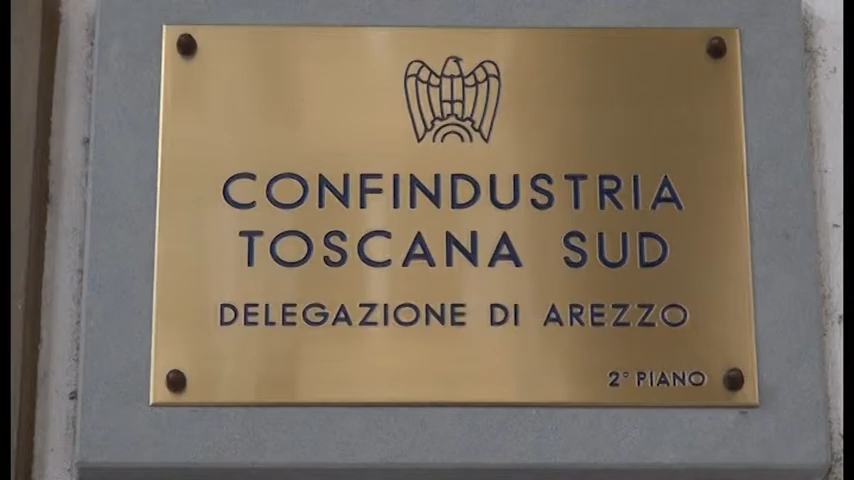 CONFINDUSTRIA
TOSCANA SUD
DELEGAZIONE DI AREZZO
2° PIANO